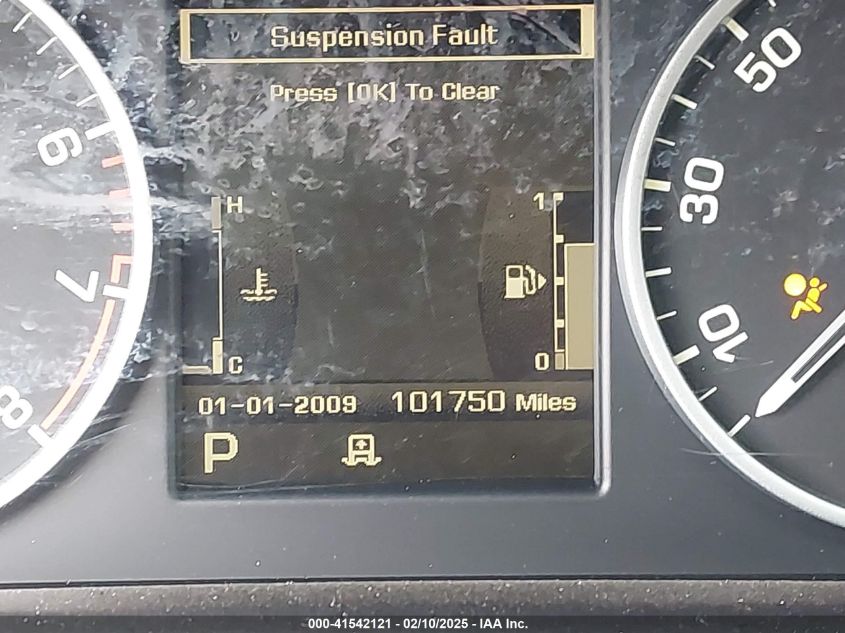 Suspension Fault
Press [OK] To Clear
6
7
8
H
C
1
0
50
30
10
01-01-2009 101750 Miles
P
000-41542121 - 02/10/2025 - IAA Inc.